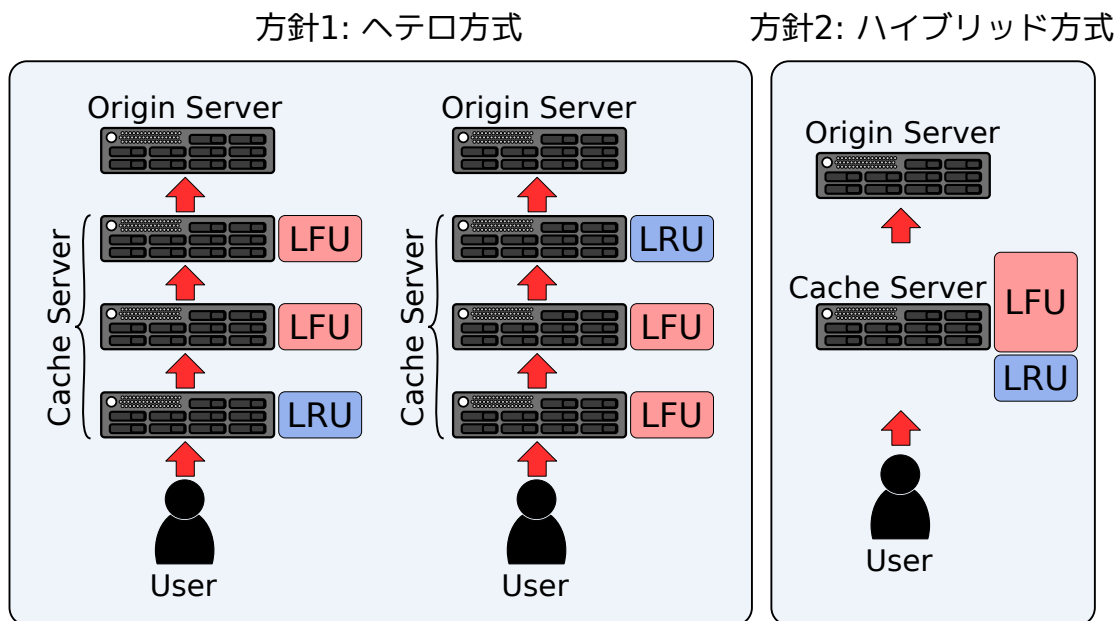 方針1: ヘテロ方式
Origin Server
Cache Server
LFU
LFU
LRU
User
Origin Server
Cache Server
LRU
LFU
LFU
User
方針2: ハイブリッド方式
Origin Server
Cache Server
LFU
LRU
User